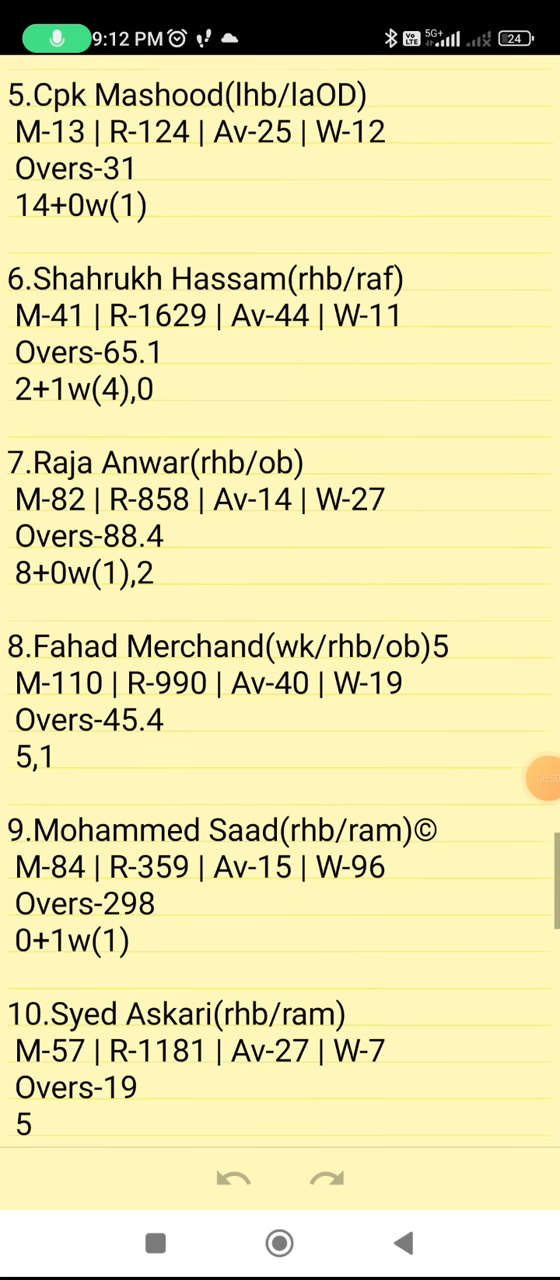 9:12 PM
5G+
24
5.Cpk Mashood(lhb/laOD)
M-13 | R-124 | Av-25 | W-12
Overs-31
14+0w(1)
6.Shahrukh Hassam(rhb/raf)
M-41 | R-1629 | Av-44 | W-11
Overs-65.1
2+1w(4),0
7.Raja Anwar(rhb/ob)
M-82 | R-858 | Av-14 | W-27
Overs-88.4
8+0w(1),2
8.Fahad Merchand(wk/rhb/ob)5
M-110 | R-990 | Av-40 | W-19
Overs-45.4
5,1
9.Mohammed Saad(rhb/ram)©
M-84 | R-359 | Av-15 | W-96
Overs-298
0+1w(1)
10.Syed Askari(rhb/ram)
M-57 | R-1181 | Av-27 | W-7
Overs-19
5